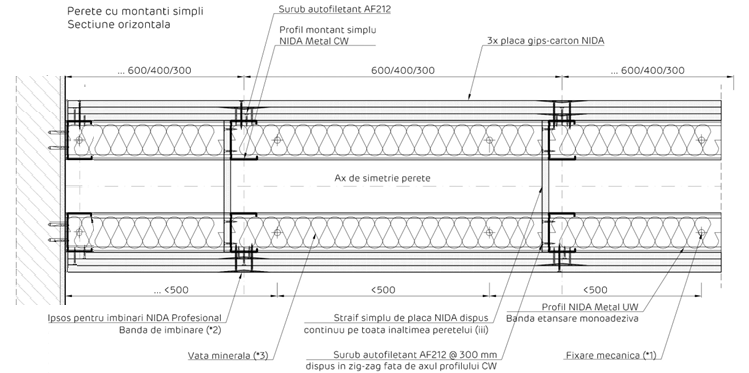 Perete cu montanti simpli
Sectiune orizontala
Surub autofiletant AF212
Profil montant simplu
NIDA Metal CW
3x placa gips-carton NIDA
... 600/400/300
600/400/300
... 600/400/300
Ax de simetrie perete
... <500
<500
<500
Ipsos pentru imbinari NIDA Profesional
Banda de imbinare (*2)
Straif simplu de placa NIDA dispus
continuu pe toata inaltimea peretelui (iii)
Profil NIDA Metal UW
Banda etansare monoadeziva
Vata minerala (*3)
Surub autofiletant AF212 @ 300 mm
dispus in zig-zag fata de axul profilului CW
Fixare mecanica (*1)